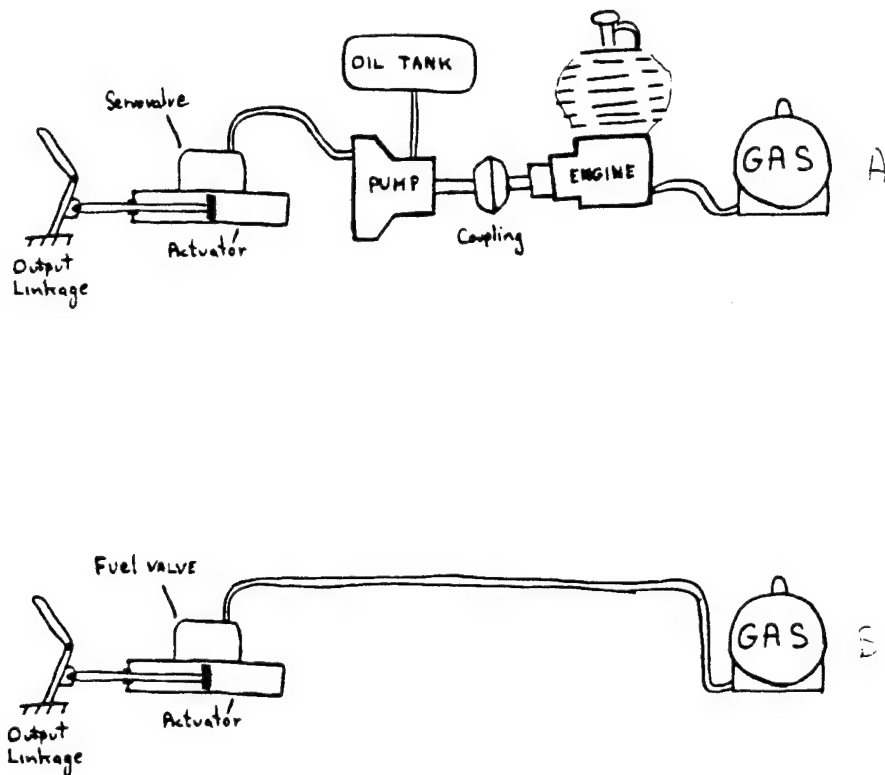 OIL TANK
Servovalve
GAS
A
PUMP
ENGINE
Coupling
Actuator
Output
Linkage
Fuel VALVE
GAS
B
Actuator
Output
Linkage